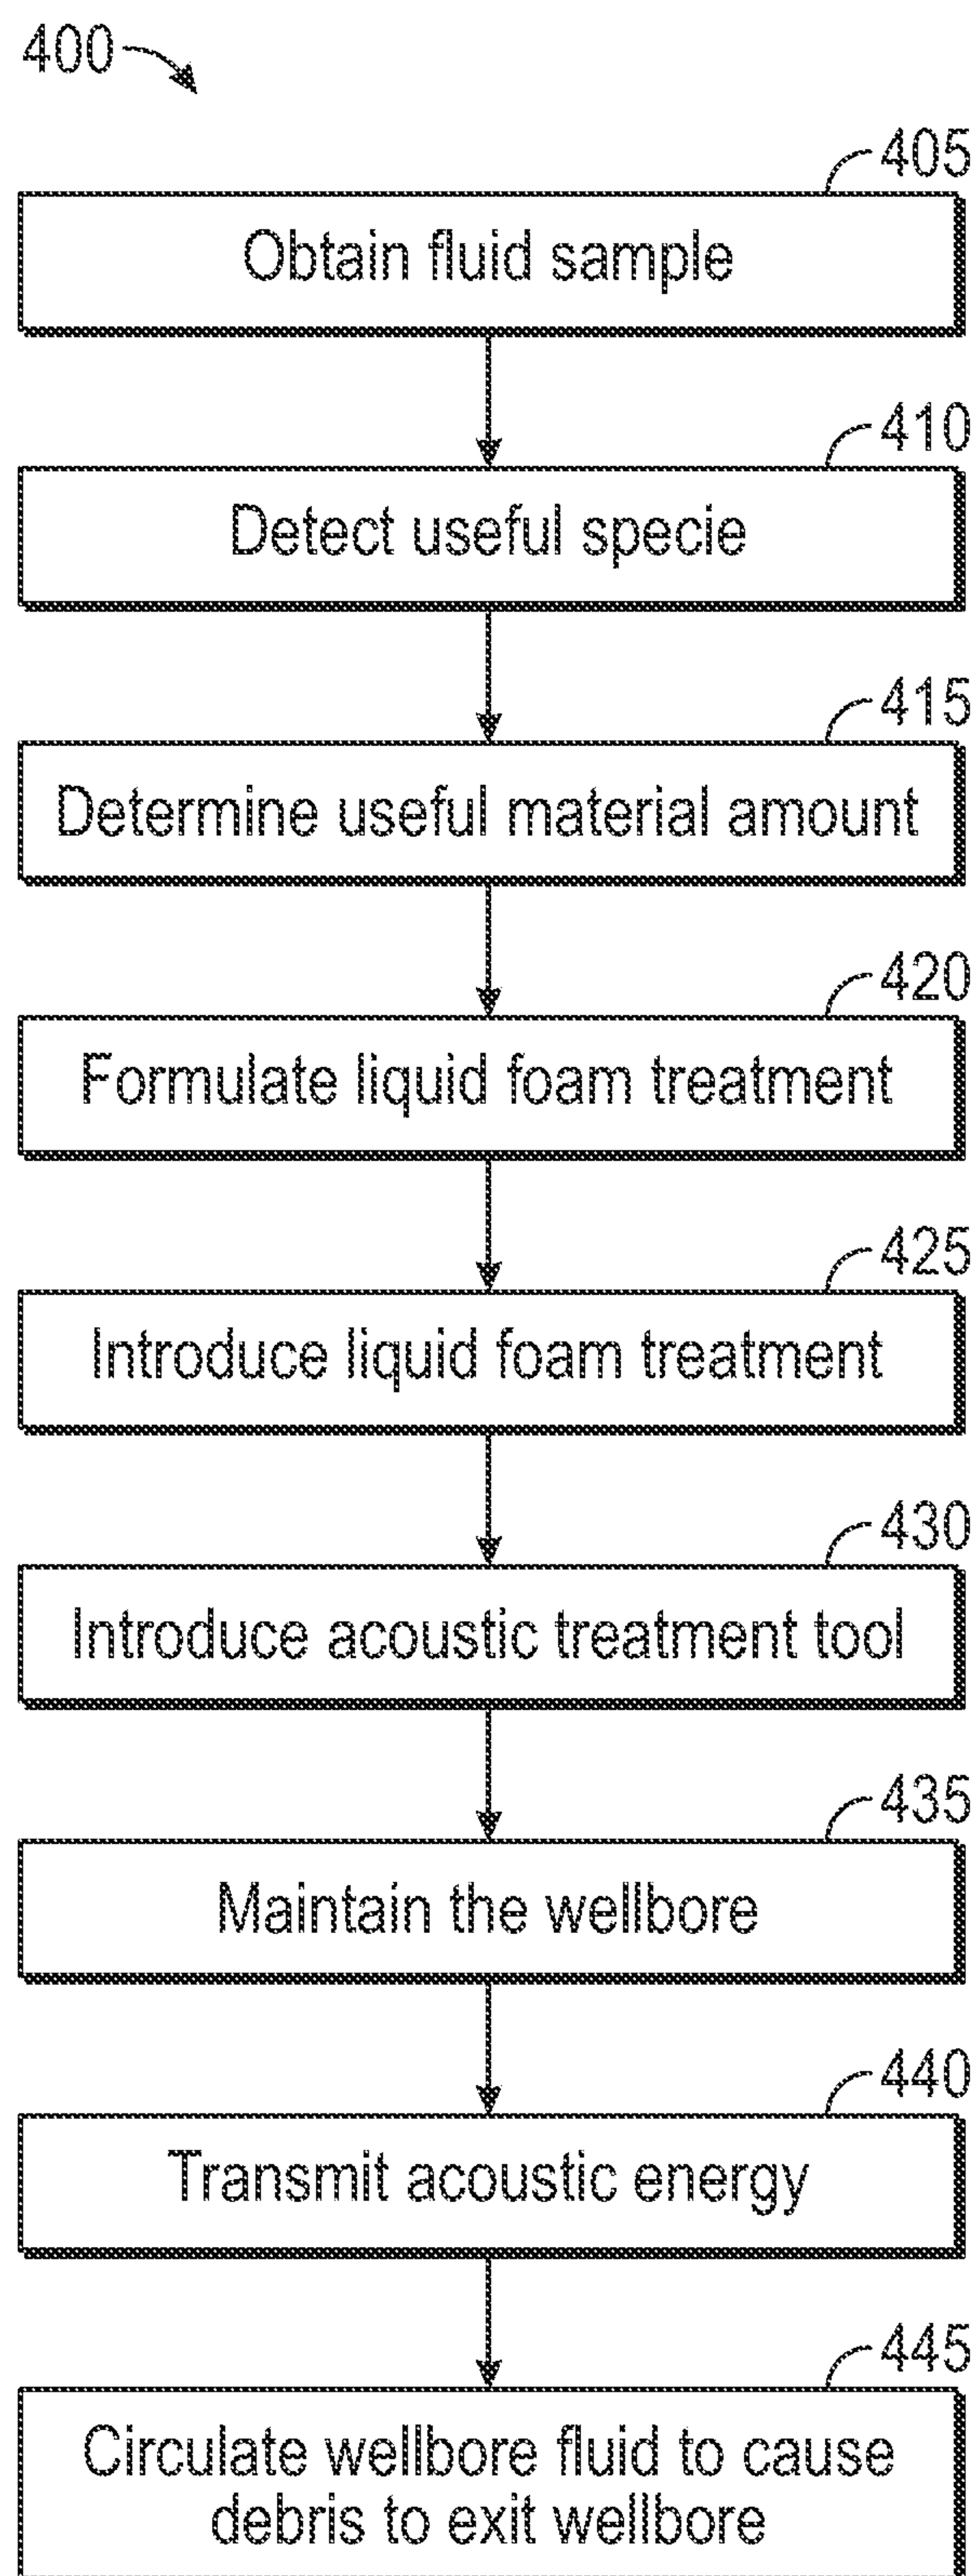 400
405
Obtain fluid sample
410
Detect useful specie
415
Determine useful material amount
420
Formulate liquid foam treatment
425
Introduce liquid foam treatment
430
Introduce acoustic treatment tool
435
Maintain the wellbore
440
Transmit acoustic energy
445
Circulate wellbore fluid to cause
debris to exit wellbore